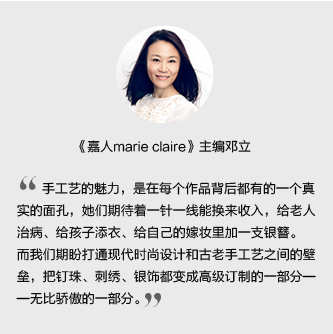 《嘉人marie claire》主编邓立
“ 手工艺的魅力，是在每个作品背后都有的一个真
实的面孔，她们期待着一针一线能换来收入，给老人
治病、给孩子添衣、给自己的嫁妆里加一支银簪。
而我们期盼打通现代时尚设计和古老手工艺之间的壁
垒，把钉珠、刺绣、银饰都变成高级订制的一部分—
—无比骄傲的一部分。”